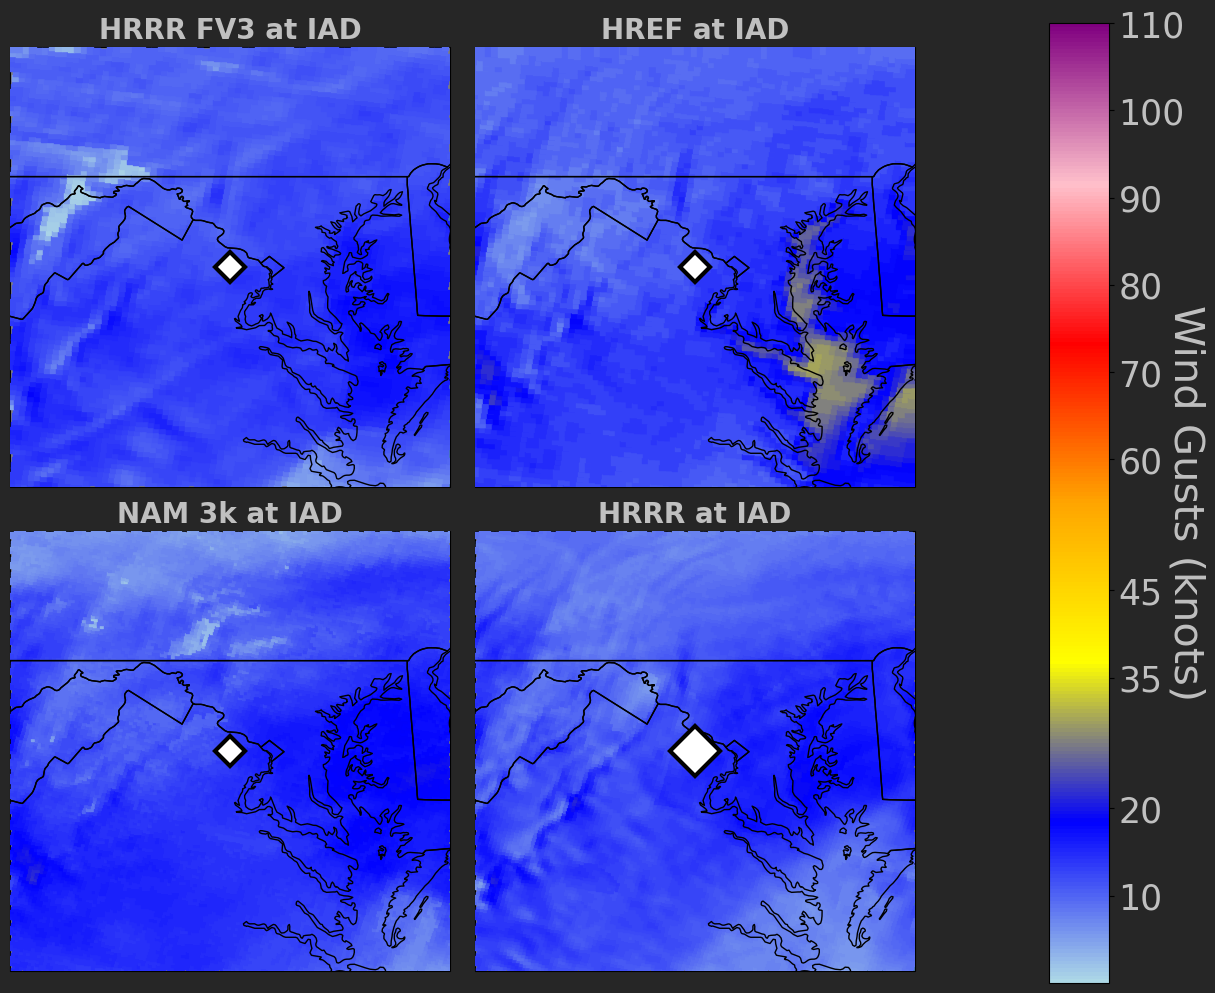 HRRR FV3 at IAD
HREF at IAD
NAM 3k at IAD
HRRR at IAD
110
100
90
80
70
60
45
35
20
10
Wind Gusts (knots)